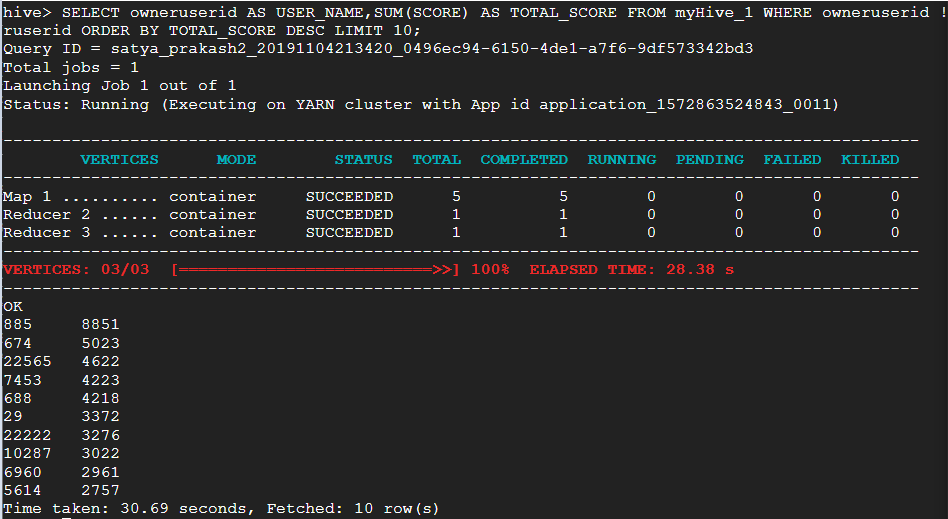 hive> SELECT owneruserid AS USER_NAME,SUM(SCORE) AS TOTAL_SCORE FROM myHive_1 WHERE owneruserid !
ruserid ORDER BY TOTAL_SCORE DESC LIMIT 10;
Query ID = satya_prakash2_20191104213420_0496ec94-6150-4de1-a7f6-9df573342bd3
Total jobs = 1
Launching Job 1 out of 1
Status: Running (Executing on YARN cluster with App id application_1572863524843_0011)
----------------------------------------------------------------------------------------------
VERTICES MODE STATUS TOTAL COMPLETED RUNNING PENDING FAILED KILLED
----------------------------------------------------------------------------------------------
Map 1 .......... container SUCCEEDED 5 5 0 0 0 0
Reducer 2 ...... container SUCCEEDED 1 1 0 0 0 0
Reducer 3 ...... container SUCCEEDED 1 1 0 0 0 0
----------------------------------------------------------------------------------------------
VERTICES: 03/03 [==========================>>] 100% ELAPSED TIME: 28.38 s
----------------------------------------------------------------------------------------------
OK
885 8851
674 5023
22565 4622
7453 4223
688 4218
29 3372
22222 3276
10287 3022
6960 2961
5614 2757
Time taken: 30.69 seconds, Fetched: 10 row(s)